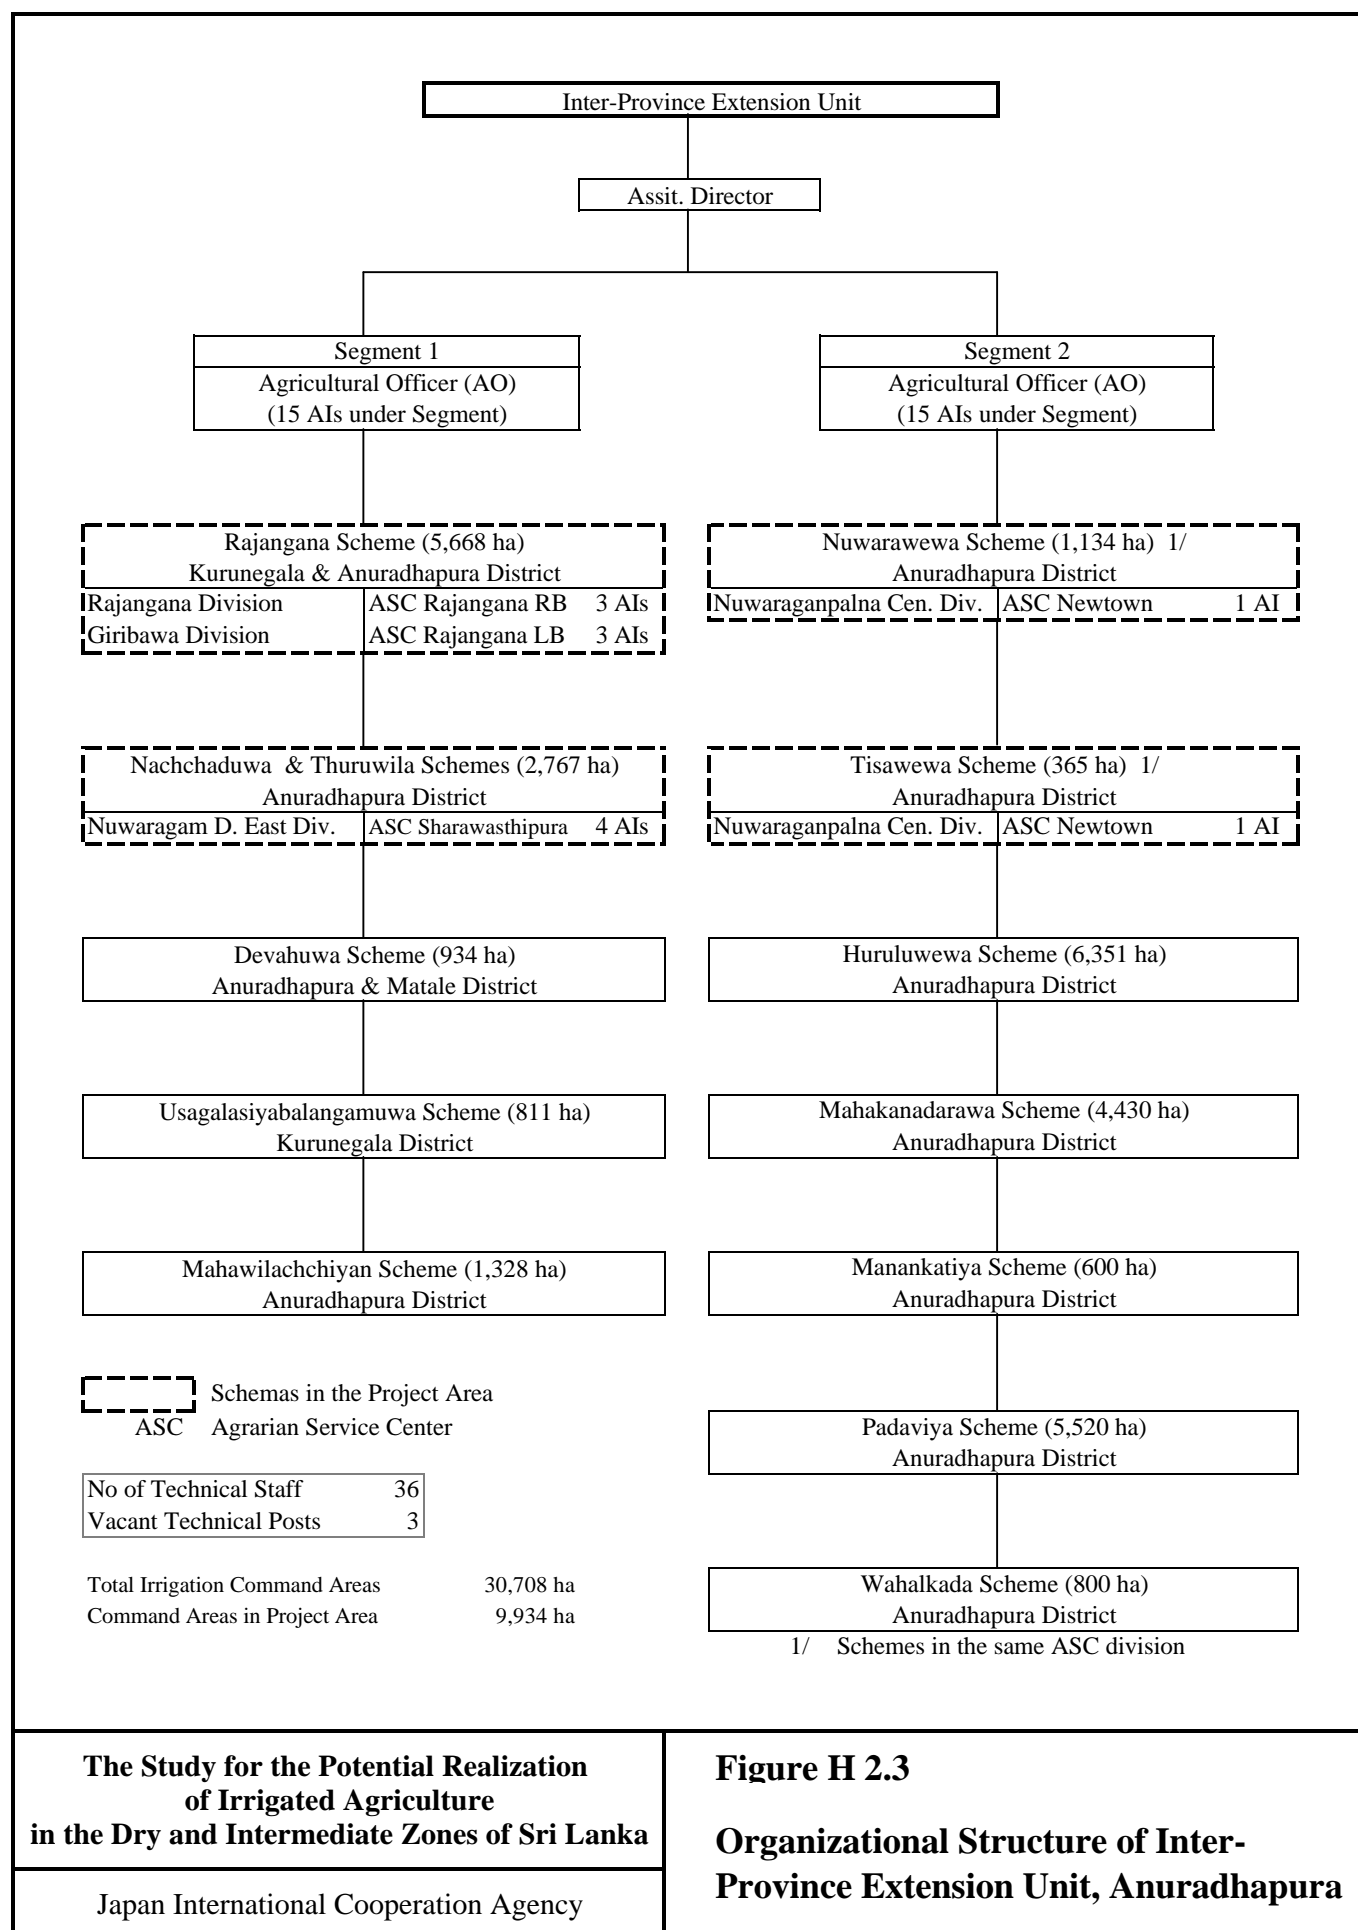 Inter-Province Extension Unit
Assit. Director
Segment 1
Agricultural Officer (AO)
(15 AIs under Segment)
Segment 2
Agricultural Officer (AO)
(15 AIs under Segment)
Rajangana Scheme (5,668 ha)
Kurunegala & Anuradhapura District
Rajangana Division ASC Rajangana RB 3 AIs
Giribawa Division ASC Rajangana LB 3 AIs
Nuwarawewa Scheme (1,134 ha) 1/
Anuradhapura District
Nuwaraganpalna Cen. Div. ASC Newtown 1 AI
Nachchaduwa & Thuruwila Schemes (2,767 ha)
Anuradhapura District
Nuwaragam D. East Div. ASC Sharawasthipura 4 AIs
Tisawewa Scheme (365 ha) 1/
Anuradhapura District
Nuwaraganpalna Cen. Div. ASC Newtown 1 AI
Devahuwa Scheme (934 ha)
Anuradhapura & Matale District
Huruluwewa Scheme (6,351 ha)
Anuradhapura District
Usagalasiyabalangamuwa Scheme (811 ha)
Kurunegala District
Mahakanadarawa Scheme (4,430 ha)
Anuradhapura District
Mahawilachchiyan Scheme (1,328 ha)
Anuradhapura District
Manankatiya Scheme (600 ha)
Anuradhapura District
Schemas in the Project Area
ASC Agrarian Service Center
Padaviya Scheme (5,520 ha)
Anuradhapura District
No of Technical Staff 36
Vacant Technical Posts 3
Total Irrigation Command Areas 30,708 ha
Command Areas in Project Area 9,934 ha
Wahalkada Scheme (800 ha)
Anuradhapura District
1/ Schemes in the same ASC division
The Study for the Potential Realization
of Irrigated Agriculture
in the Dry and Intermediate Zones of Sri Lanka
Japan International Cooperation Agency
Figure H 2.3
Organizational Structure of Inter-
Province Extension Unit, Anuradhapura